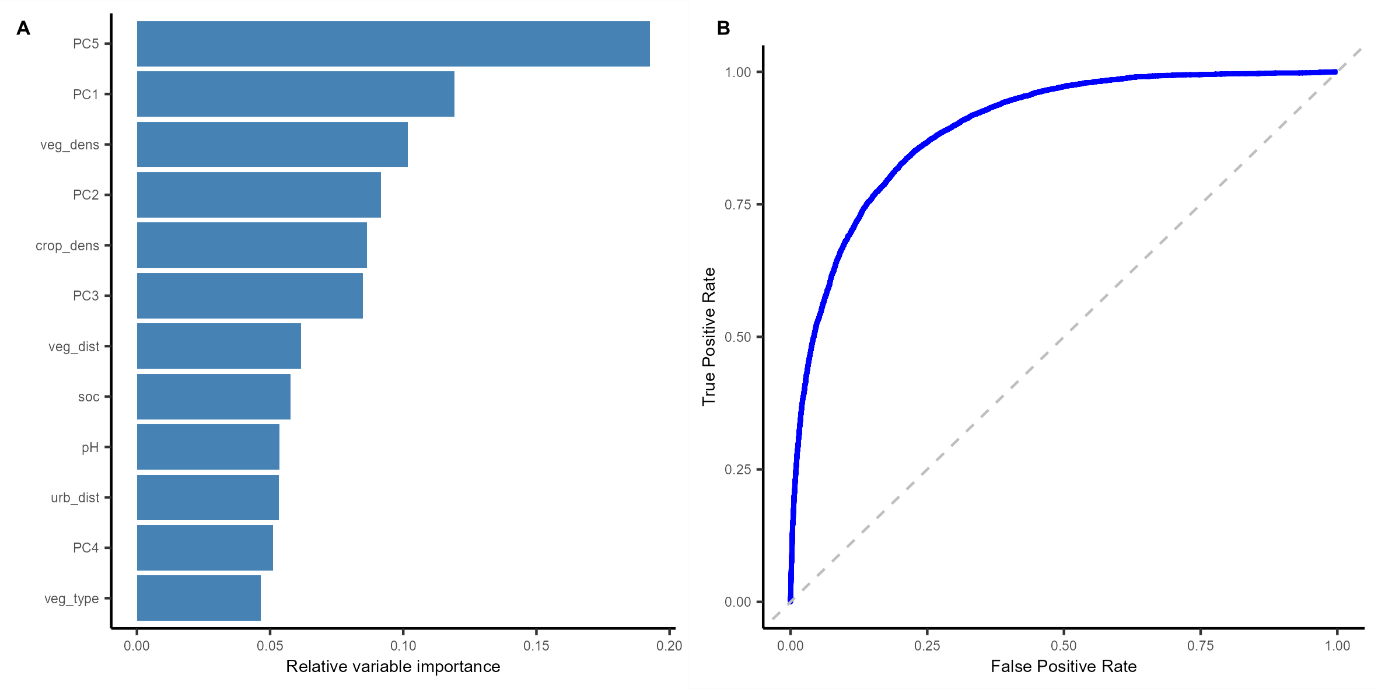 A
PC5
PC1
veg_dens
PC2
crop_dens
PC3
veg_dist
soc
pH
urb_dist
PC4
veg_type
0.00 0.05 0.10 0.15 0.20
Relative variable importance
B
True Positive Rate
1.00
0.75
0.50
0.25
0.00
0.00 0.25 0.50 0.75 1.00
False Positive Rate